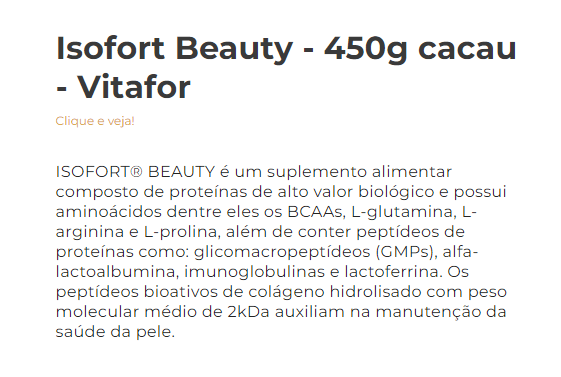 Isofort Beauty - 450g cacau
- Vitafor
Clique e veja!
ISOFORT® BEAUTY é um suplemento alimentar
composto de proteínas de alto valor biológico e possui
aminoácidos dentre eles os BCAAs, L-glutamina, L-
arginina e L-prolina, além de conter peptídeos de
proteínas como: glicomacropeptídeos (GMPs), alfa-
lactoalbumina, imunoglobulinas e lactoferrina. Os
peptídeos bioativos de colágeno hidrolisado com peso
molecular médio de 2kDa auxiliam na manutenção da
saúde da pele.